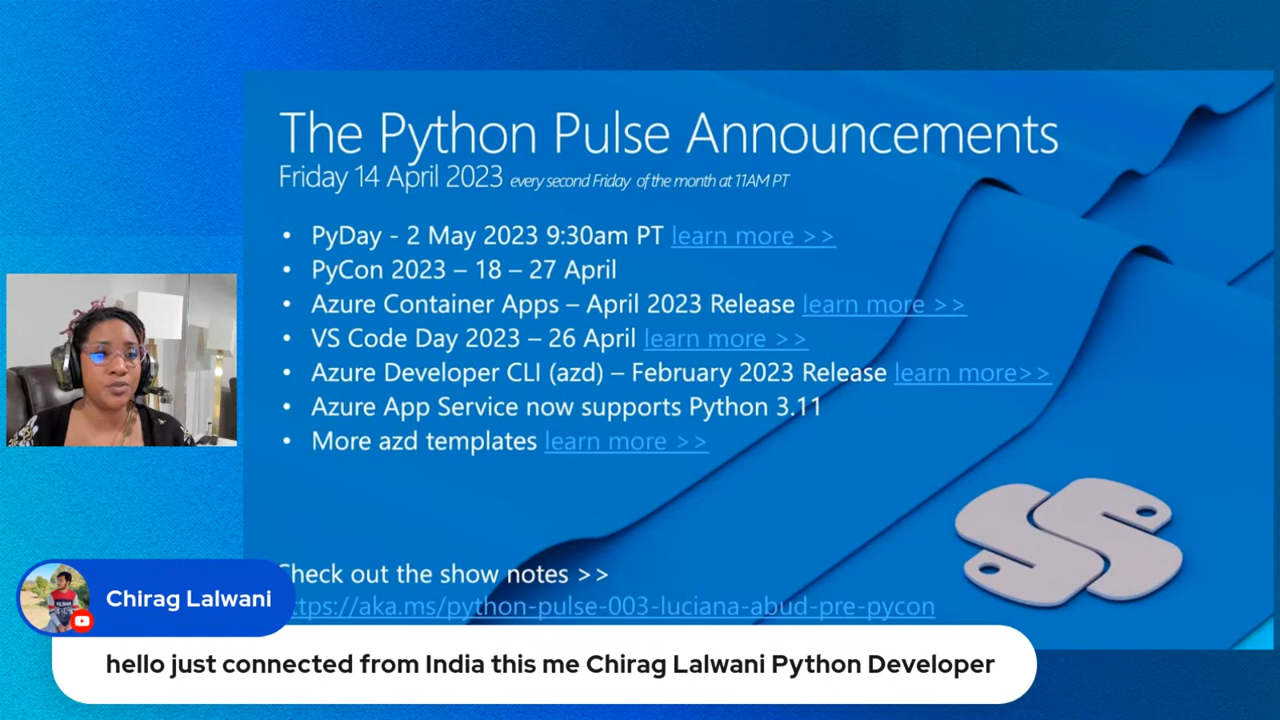 The Python Pulse Announcements
Friday 14 April 2023 every second Friday of the month at 11AM PT
• PyDay - 2 May 2023 9:30am PT learn more >>
• PyCon 2023 – 18 – 27 April
• Azure Container Apps – April 2023 Release learn more >>
• VS Code Day 2023 – 26 April learn more >>
• Azure Developer CLI (azd) – February 2023 Release learn more>>
• Azure App Service now supports Python 3.11
• More azd templates learn more >>
Check out the show notes >>
ttps://aka.ms/python-pulse-003-luciana-abud-pre-pycon
Chirag Lalwani
hello just connected from India this me Chirag Lalwani Python Developer